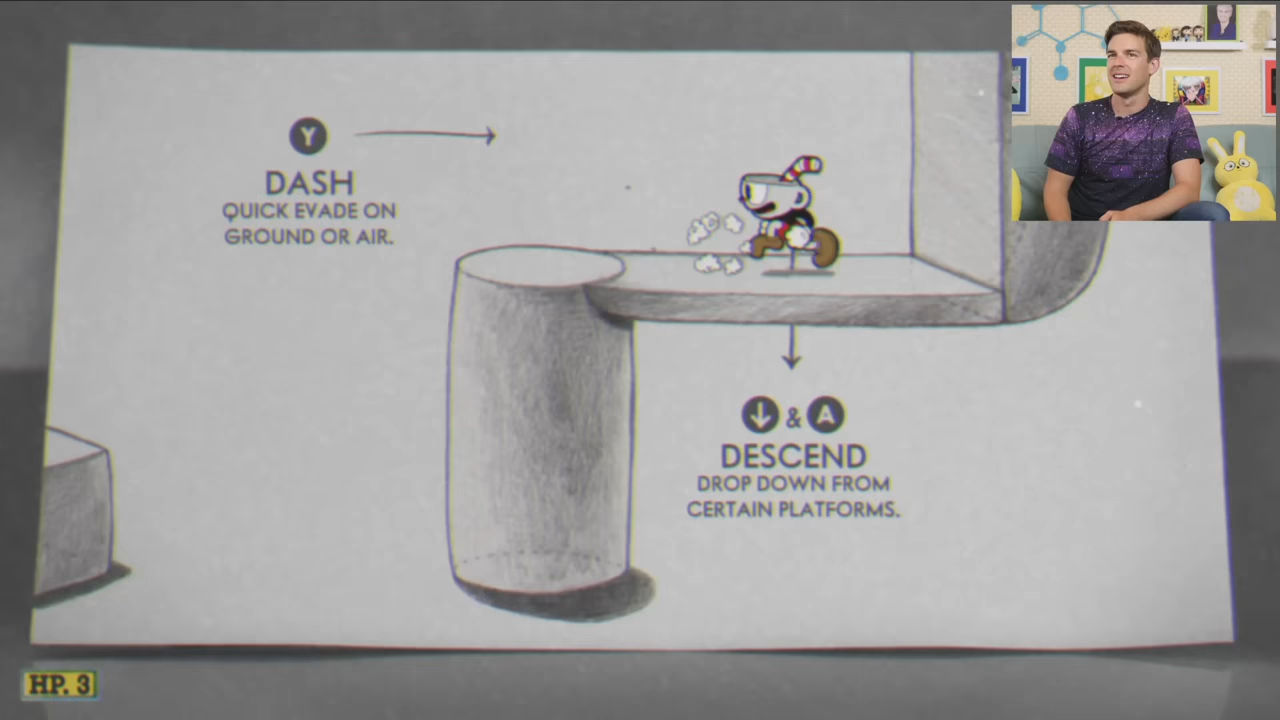 Y
DASH
QUICK EVADE ON
GROUND OR AIR.
↓ & A
DESCEND
DROP DOWN FROM
CERTAIN PLATFORMS.
HP. 3